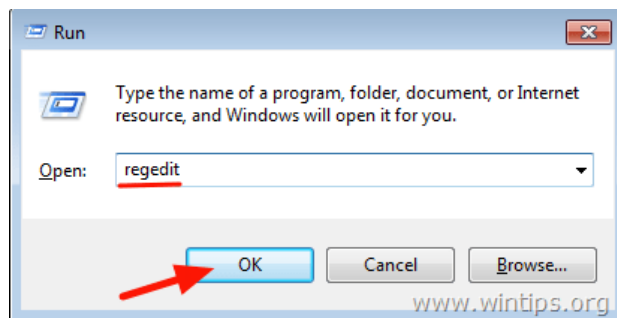 Run
Type the name of a program, folder, document, or Internet
resource, and Windows will open it for you.
Open: regedit
OK Cancel Browse...
www.wintips.org